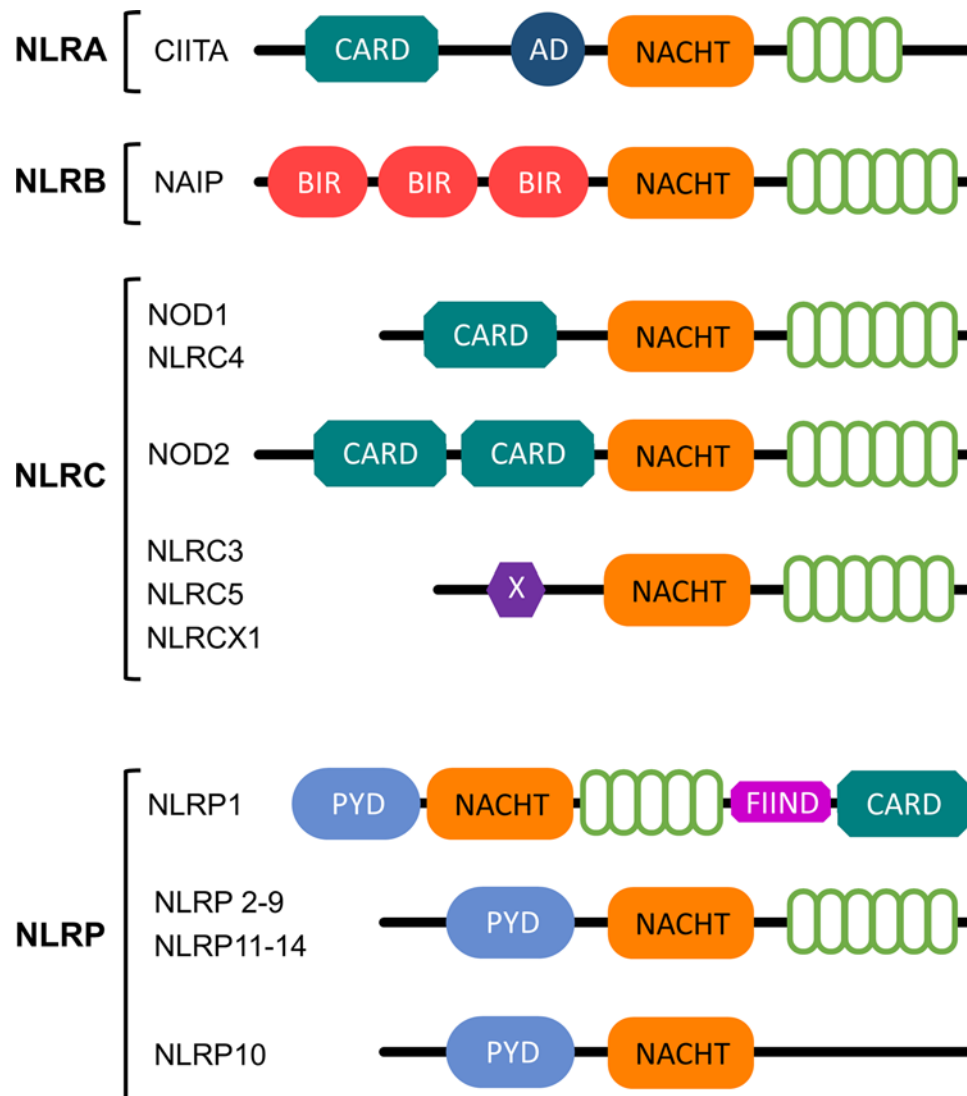 NLRA CIITA CARD AD NACHT
NLRB NAIP BIR BIR BIR NACHT
NLRC
NOD1
NLRC4
CARD NACHT
NOD2 CARD CARD NACHT
NLRC3
NLRC5
NLRCX1
X NACHT
NLRP
NLRP1 PYD NACHT FIIND CARD
NLRP 2-9
NLRP11-14
PYD NACHT
NLRP10 PYD NACHT